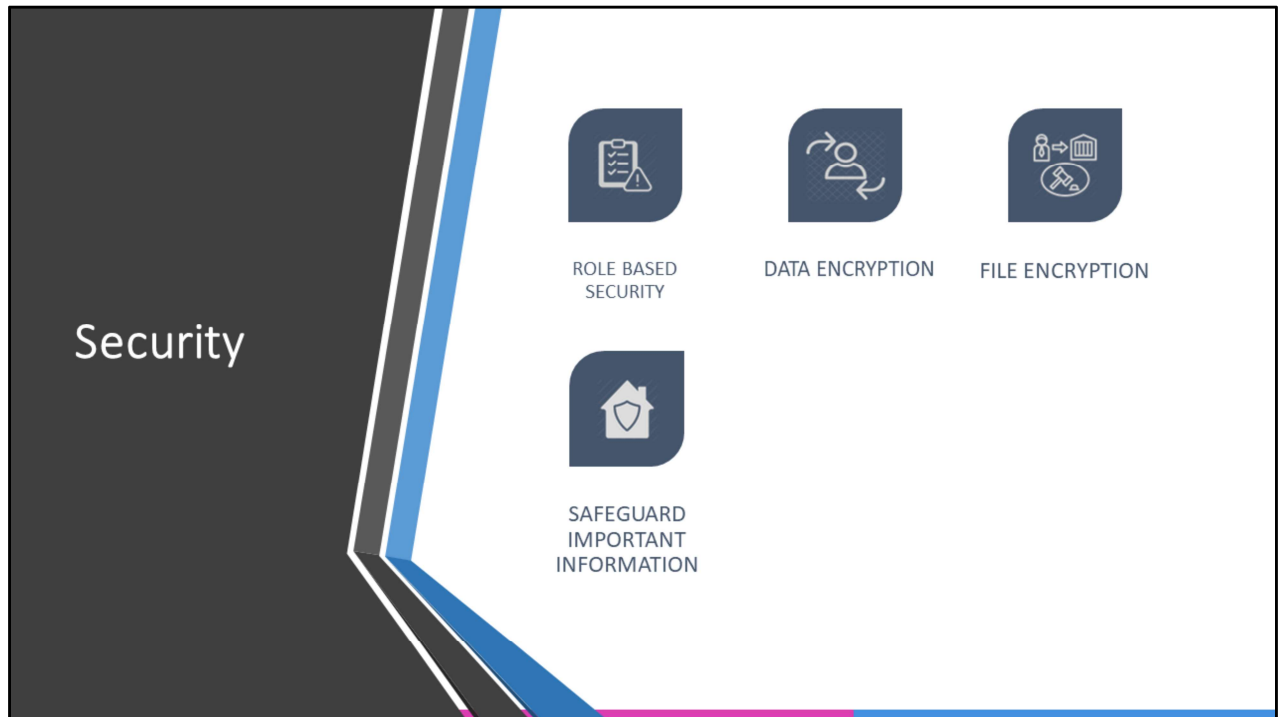 Security
ROLE BASED
SECURITY
DATA ENCRYPTION
FILE ENCRYPTION
SAFEGUARD
IMPORTANT
INFORMATION